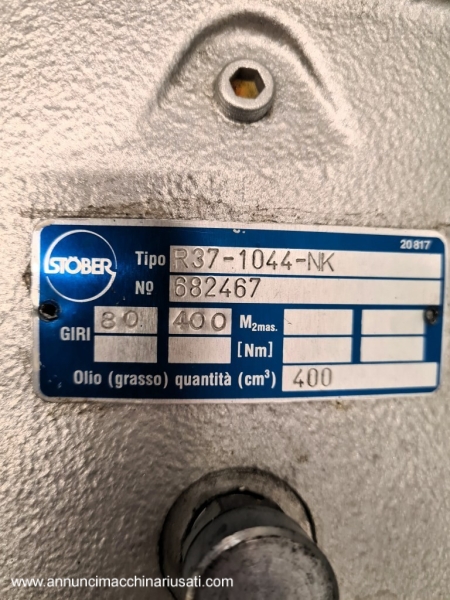 20817
STÖBER
Tipo R37-1044-NK
Nº 682467
GIRI 80 400 M2mas. [Nm]
Olio (grasso) quantità (cm³) 400
www.annuncimacchinariusati.com